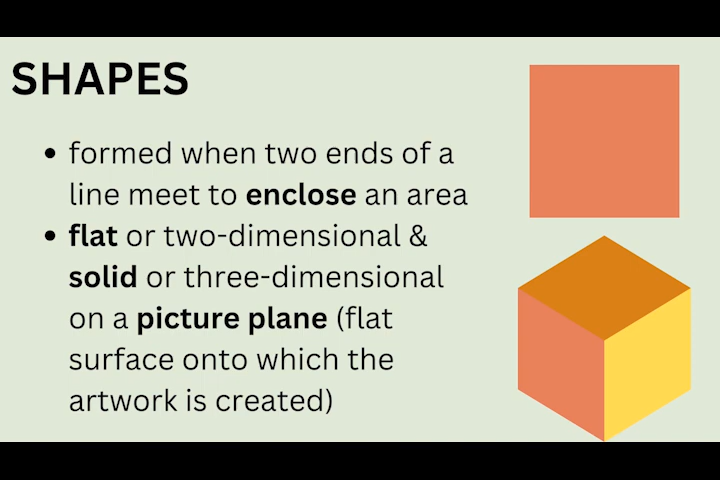 SHAPES
• formed when two ends of a
line meet to enclose an area
• flat or two-dimensional &
solid or three-dimensional
on a picture plane (flat
surface onto which the
artwork is created)